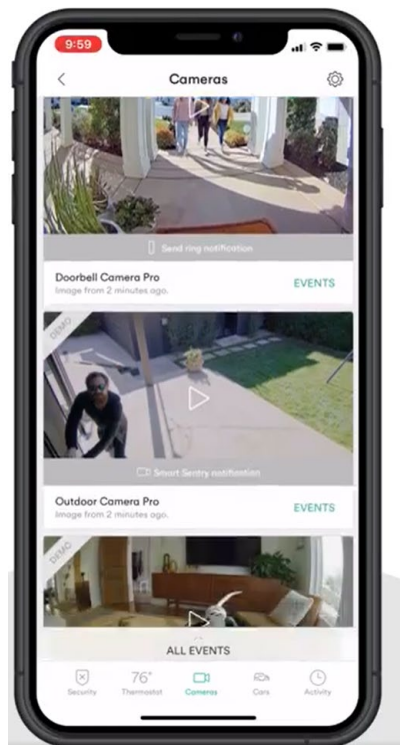 9:59
Cameras
Send ring notification
Doorbell Camera Pro
Image from 2 minutes ago.
EVENTS
DEMO
Smart Sentry notification
Outdoor Camera Pro
Image from 2 minutes ago.
EVENTS
DEMO
ALL EVENTS
76°
Security
Thermostat
Cameras
Cars
Activity